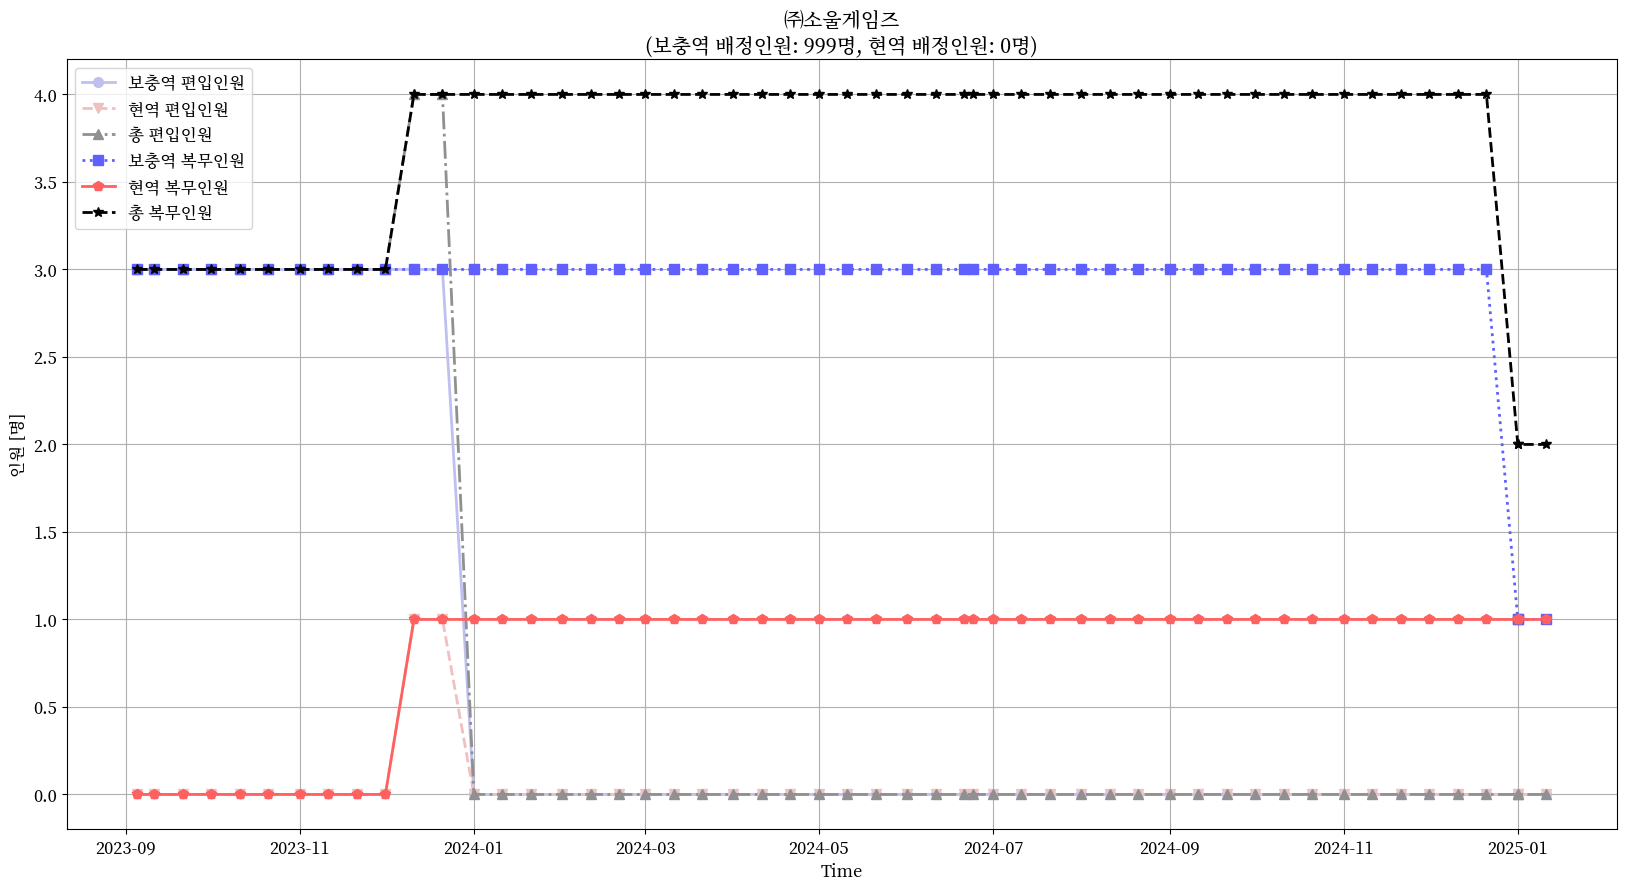 ㈜소울게임즈
(보충역 배정인원: 999명, 현역 배정인원: 0명)
보충역 편입인원
현역 편입인원
총 편입인원
보충역 복무인원
현역 복무인원
총 복무인원
4.0
3.5
3.0
2.5
2.0
1.5
1.0
0.5
0.0
인원 [명]
2023-09
2023-11
2024-01
2024-03
2024-05
2024-07
2024-09
2024-11
2025-01
Time